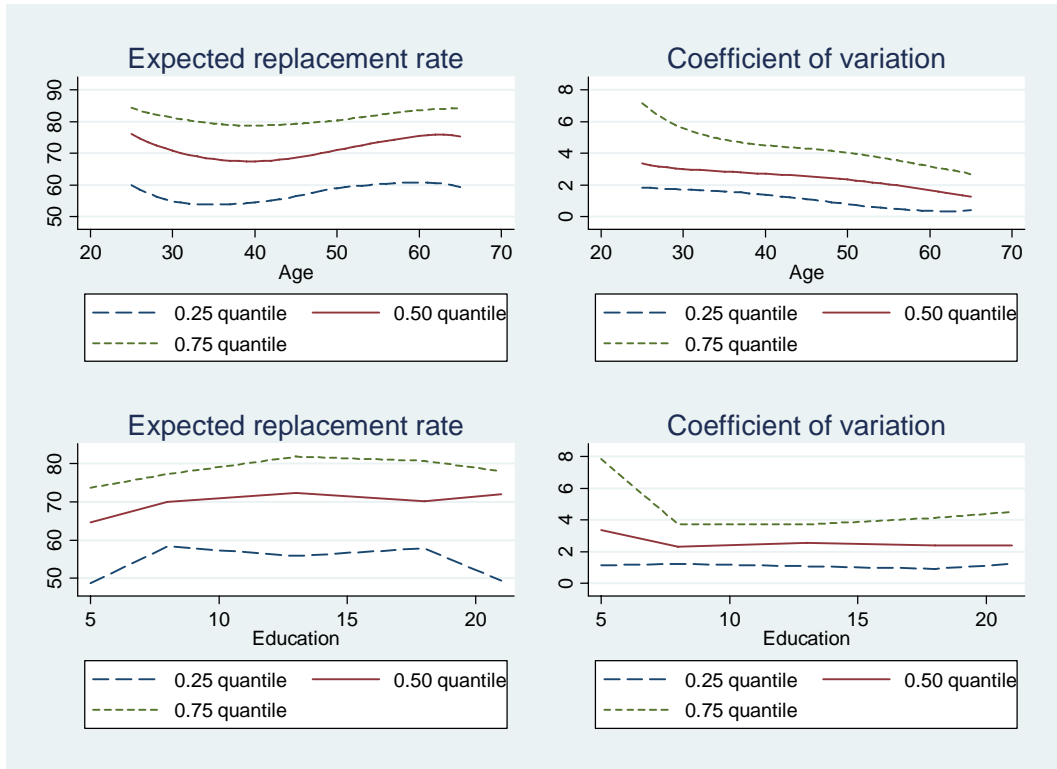 Expected replacement rate
90
80
70
60
50
20 30 40 50 60 70
Age
0.25 quantile 0.50 quantile
0.75 quantile
Coefficient of variation
8
6
4
2
0
20 30 40 50 60 70
Age
0.25 quantile 0.50 quantile
0.75 quantile
Expected replacement rate
80
70
60
50
5 10 15 20
Education
0.25 quantile 0.50 quantile
0.75 quantile
Coefficient of variation
8
6
4
2
0
5 10 15 20
Education
0.25 quantile 0.50 quantile
0.75 quantile